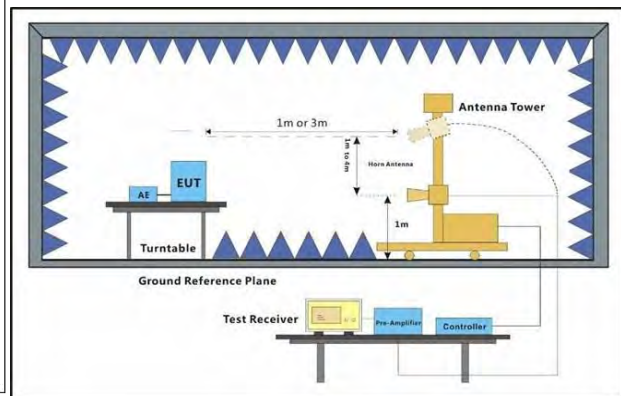 Antenna Tower
1m or 3m
1m to 4m
Horn Antenna
EUT
AE
1m
Turntable
Ground Reference Plane
Test Receiver
Pre-Amplifier
Controller